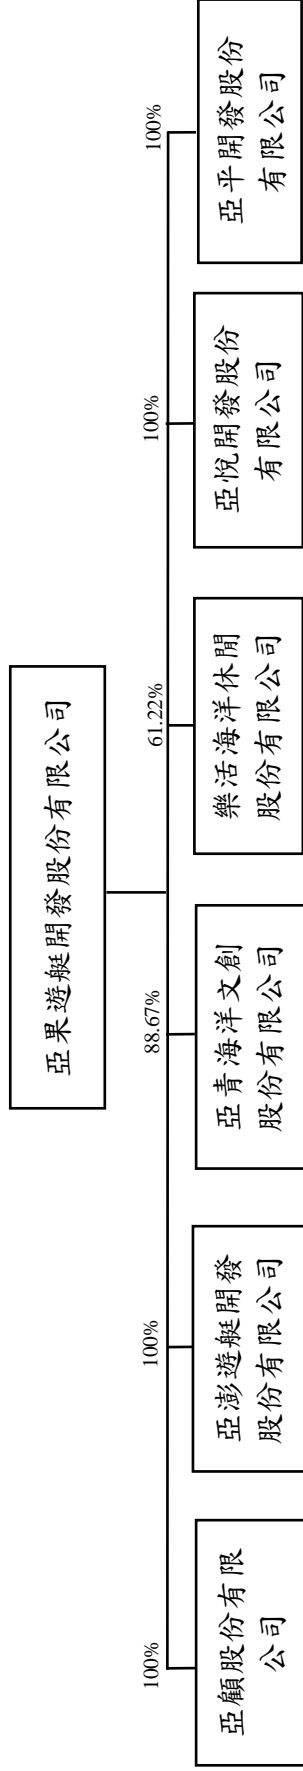 亞果遊艇開發股份有限公司
100%
100%
88.67%
61.22%
100%
100%
亞顧股份有限
公司
亞澎遊艇開發
股份有限公司
亞青海洋文創
股份有限公司
樂活海洋休閒
股份有限公司
亞悅開發股份
有限公司
亞平開發股份
有限公司